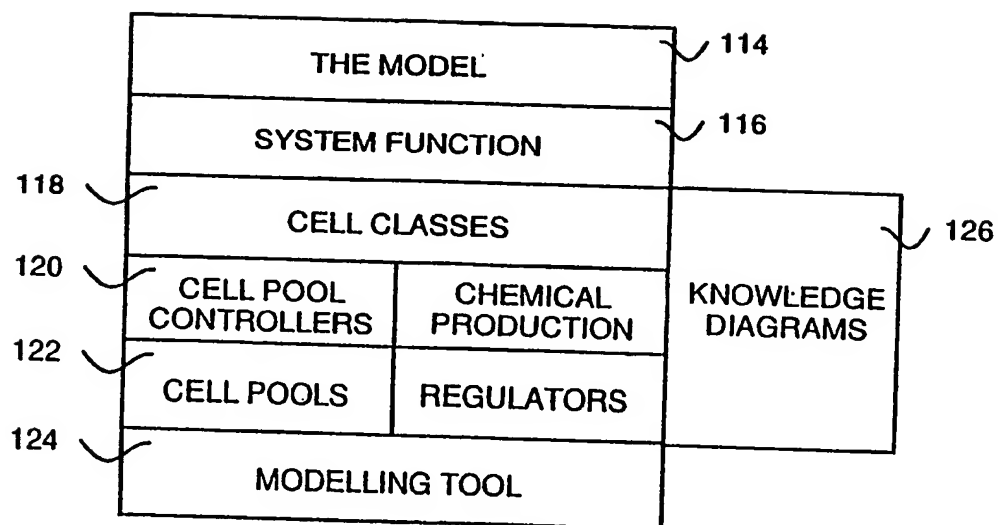 THE MODEL
114
SYSTEM FUNCTION
116
118
CELL CLASSES
126
120
CELL POOL
CONTROLLERS
CHEMICAL
PRODUCTION
KNOWLEDGE
DIAGRAMS
122
CELL POOLS
REGULATORS
124
MODELLING TOOL